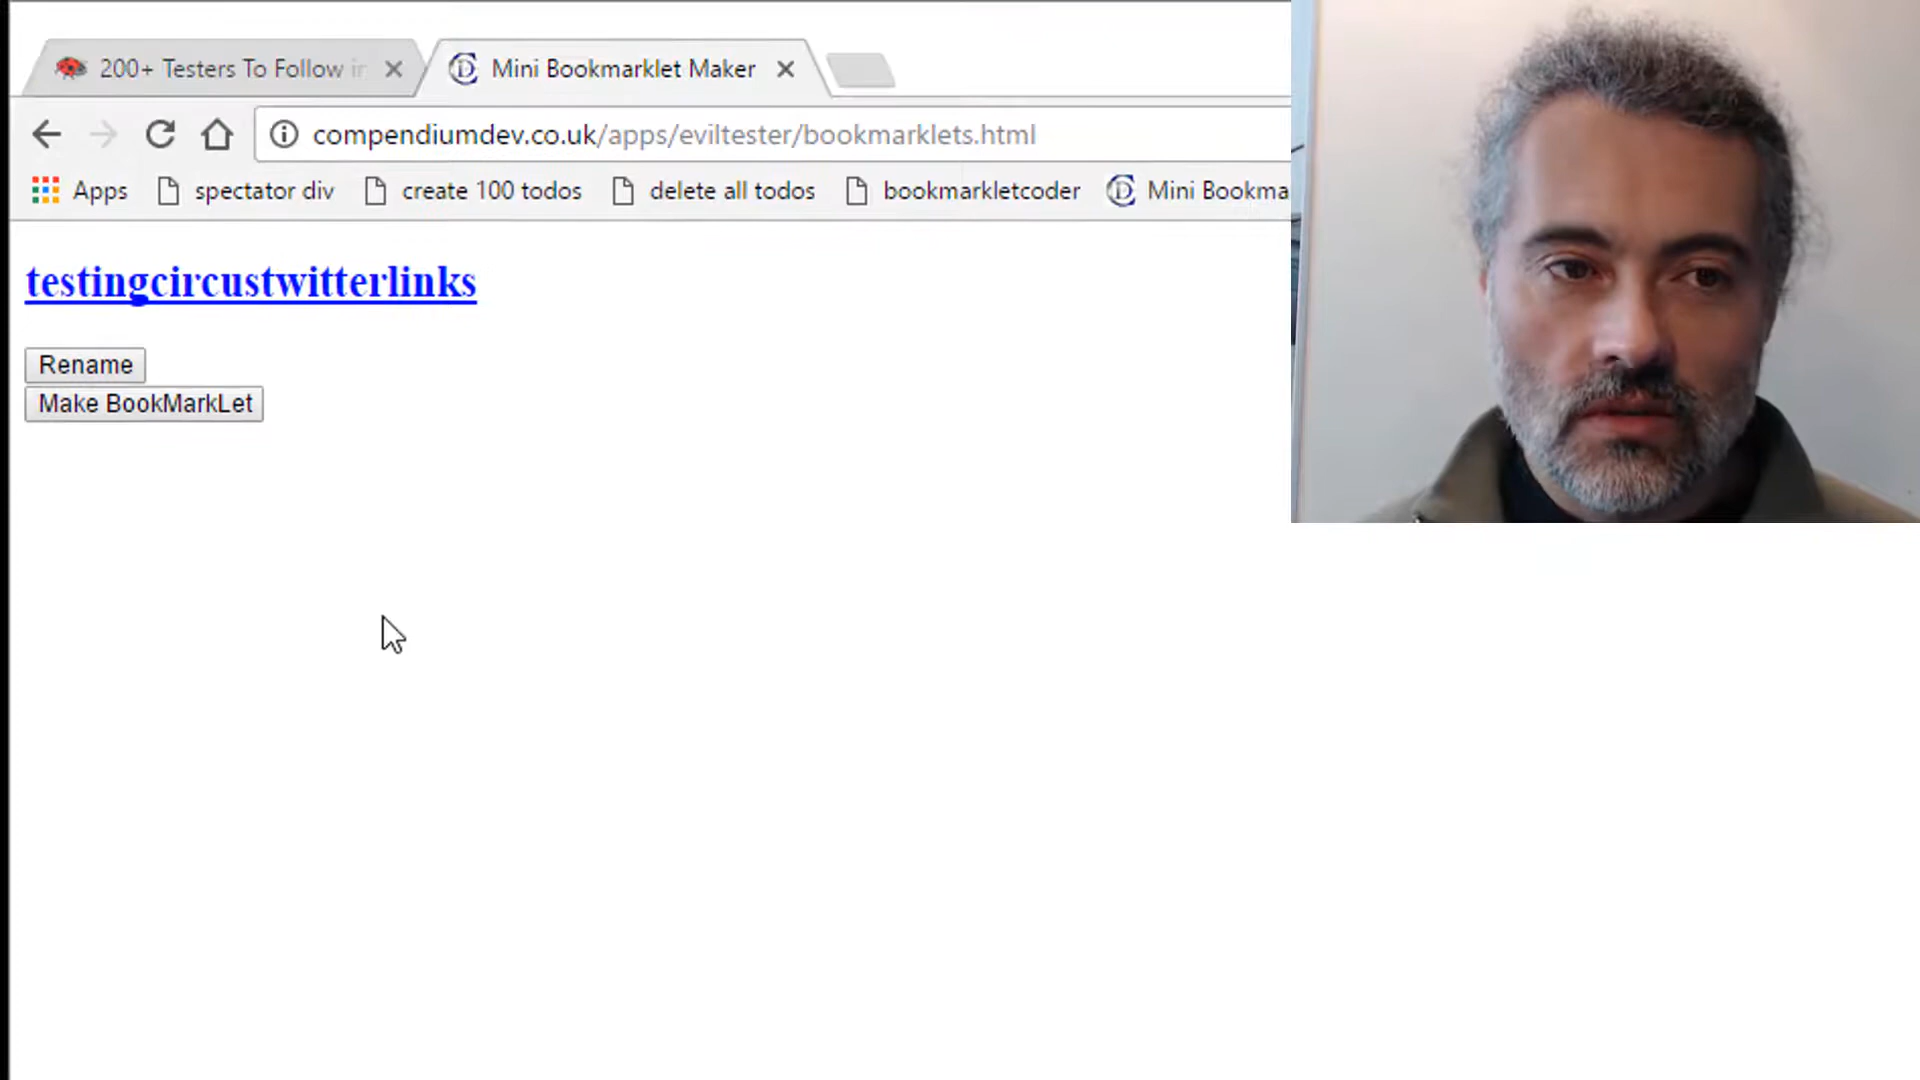 200+ Testers To Follow in
Mini Bookmarklet Maker
compendiumdev.co.uk/apps/eviltester/bookmarklets.html
Apps spectator div create 100 todos delete all todos bookmarkletcoder Mini Bookma
testingcircustwitterlinks
Rename
Make BookMarkLet